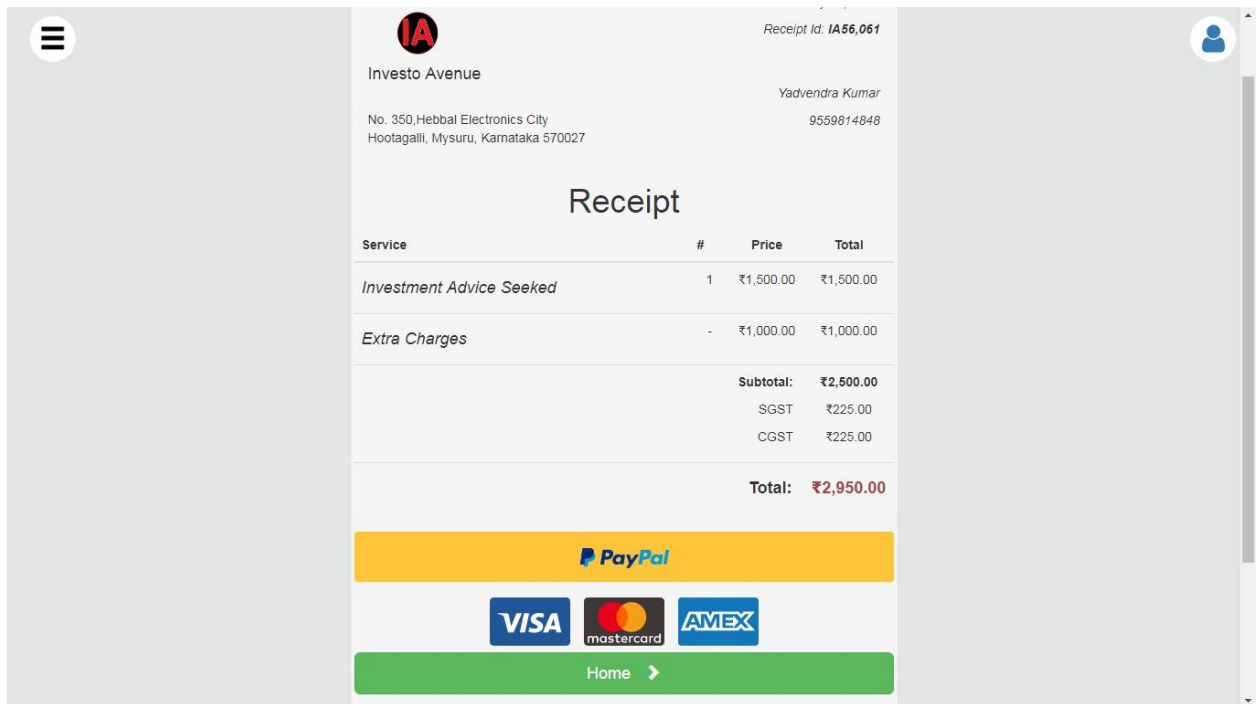 IA
Receipt Id: IA56,061
Investo Avenue
Yadvendra Kumar
No. 350,Hebbal Electronics City
9559814848
Hootagalli, Mysuru, Karnataka 570027
Receipt
Service # Price Total
Investment Advice Seeked 1 ₹1,500.00 ₹1,500.00
Extra Charges - ₹1,000.00 ₹1,000.00
Subtotal: ₹2,500.00
SGST ₹225.00
CGST ₹225.00
Total: ₹2,950.00
PayPal
VISA mastercard AMEX
Home